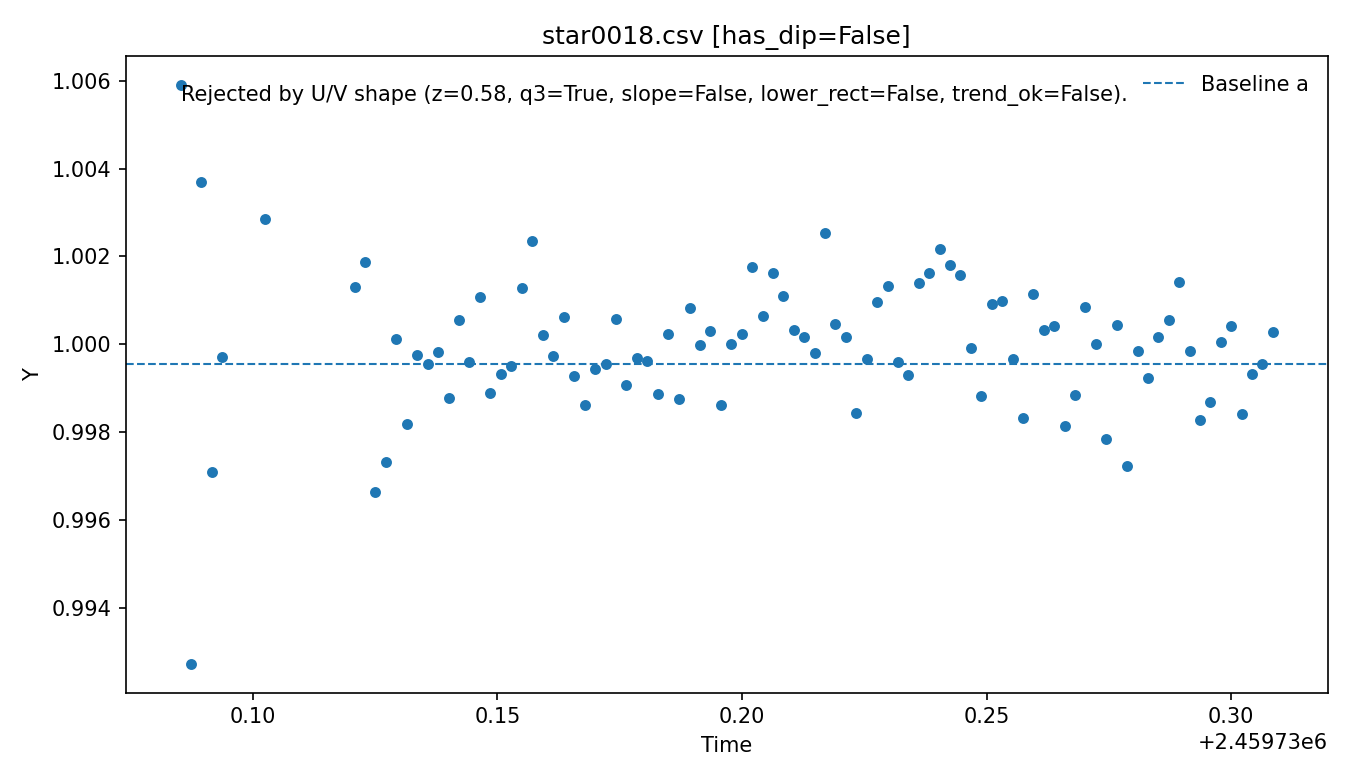 star0018.csv [has_dip=False]
Rejected by U/V shape (z=0.58, q3=True, slope=False, lower_rect=False, trend_ok=False).
Baseline a
1.006
1.004
1.002
1.000
0.998
0.996
0.994
Y
0.10 0.15 0.20 0.25 0.30
Time
+2.45973e6